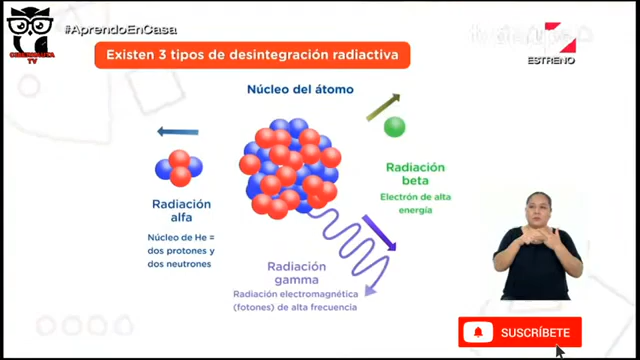 #AprendoEnCasa
TV
ESTRENO
Existen 3 tipos de desintegración radiactiva
Núcleo del átomo
Radiación
alfa
Núcleo de He =
dos protones y
dos neutrones
Radiación
beta
Electrón de alta
energía
Radiación
gamma
Radiación electromagnética
(fotones) de alta frecuencia
SUSCRÍBETE